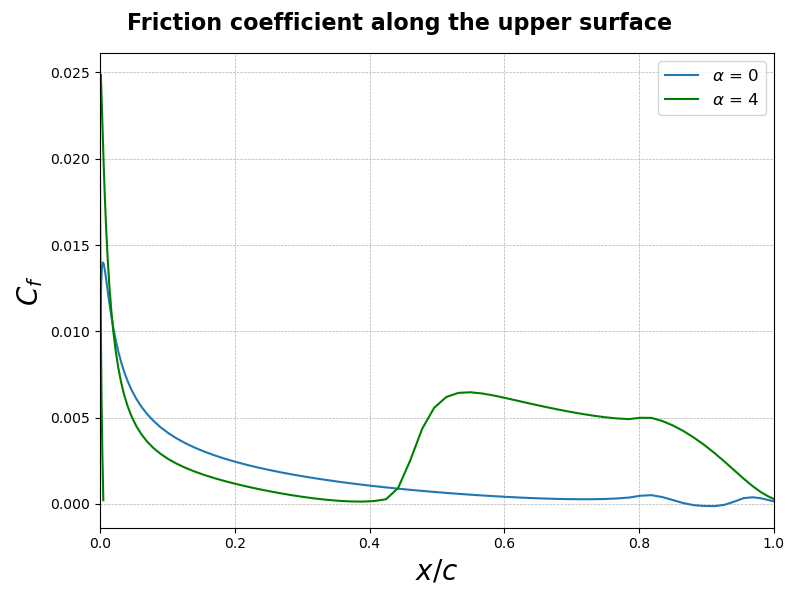 Friction coefficient along the upper surface
α = 0
α = 4
C_f
0.025
0.020
0.015
0.010
0.005
0.000
0.0 0.2 0.4 0.6 0.8 1.0
x/c